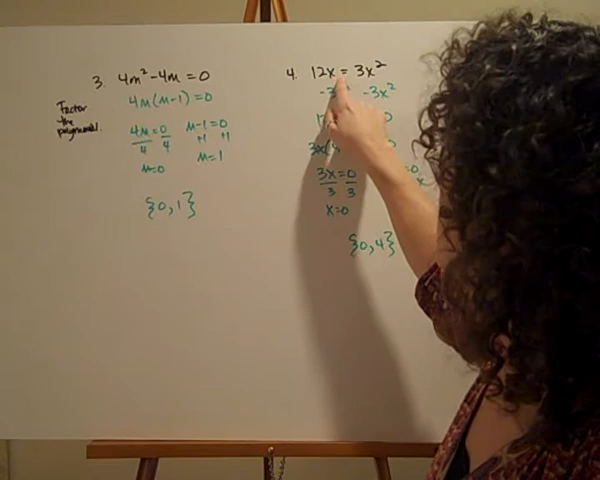 3. 4m² - 4m = 0
Factor
the
polynomial.
4m(m-1) = 0
4m = 0 m-1 = 0
4 4 +1 +1
m=0 m=1
{0, 1}
4. 12x = 3x²
-3 -3x²
3x = 0
3 3
x=0
{0, 4}